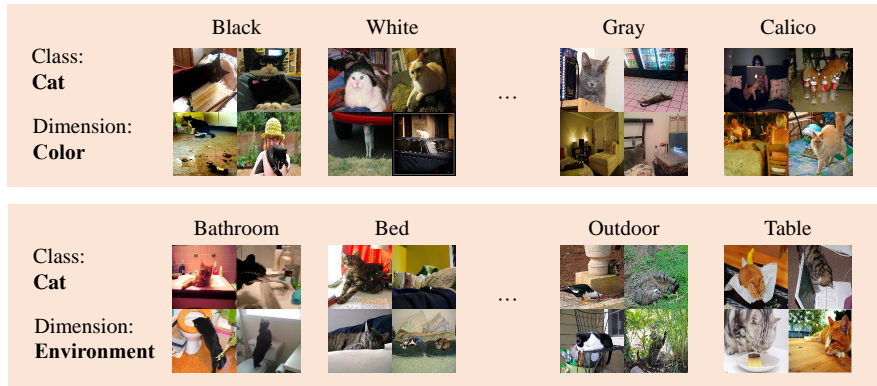 Black White Gray Calico
Class:
Cat
...
Dimension:
Color
Bathroom Bed Outdoor Table
Class:
Cat
...
Dimension:
Environment